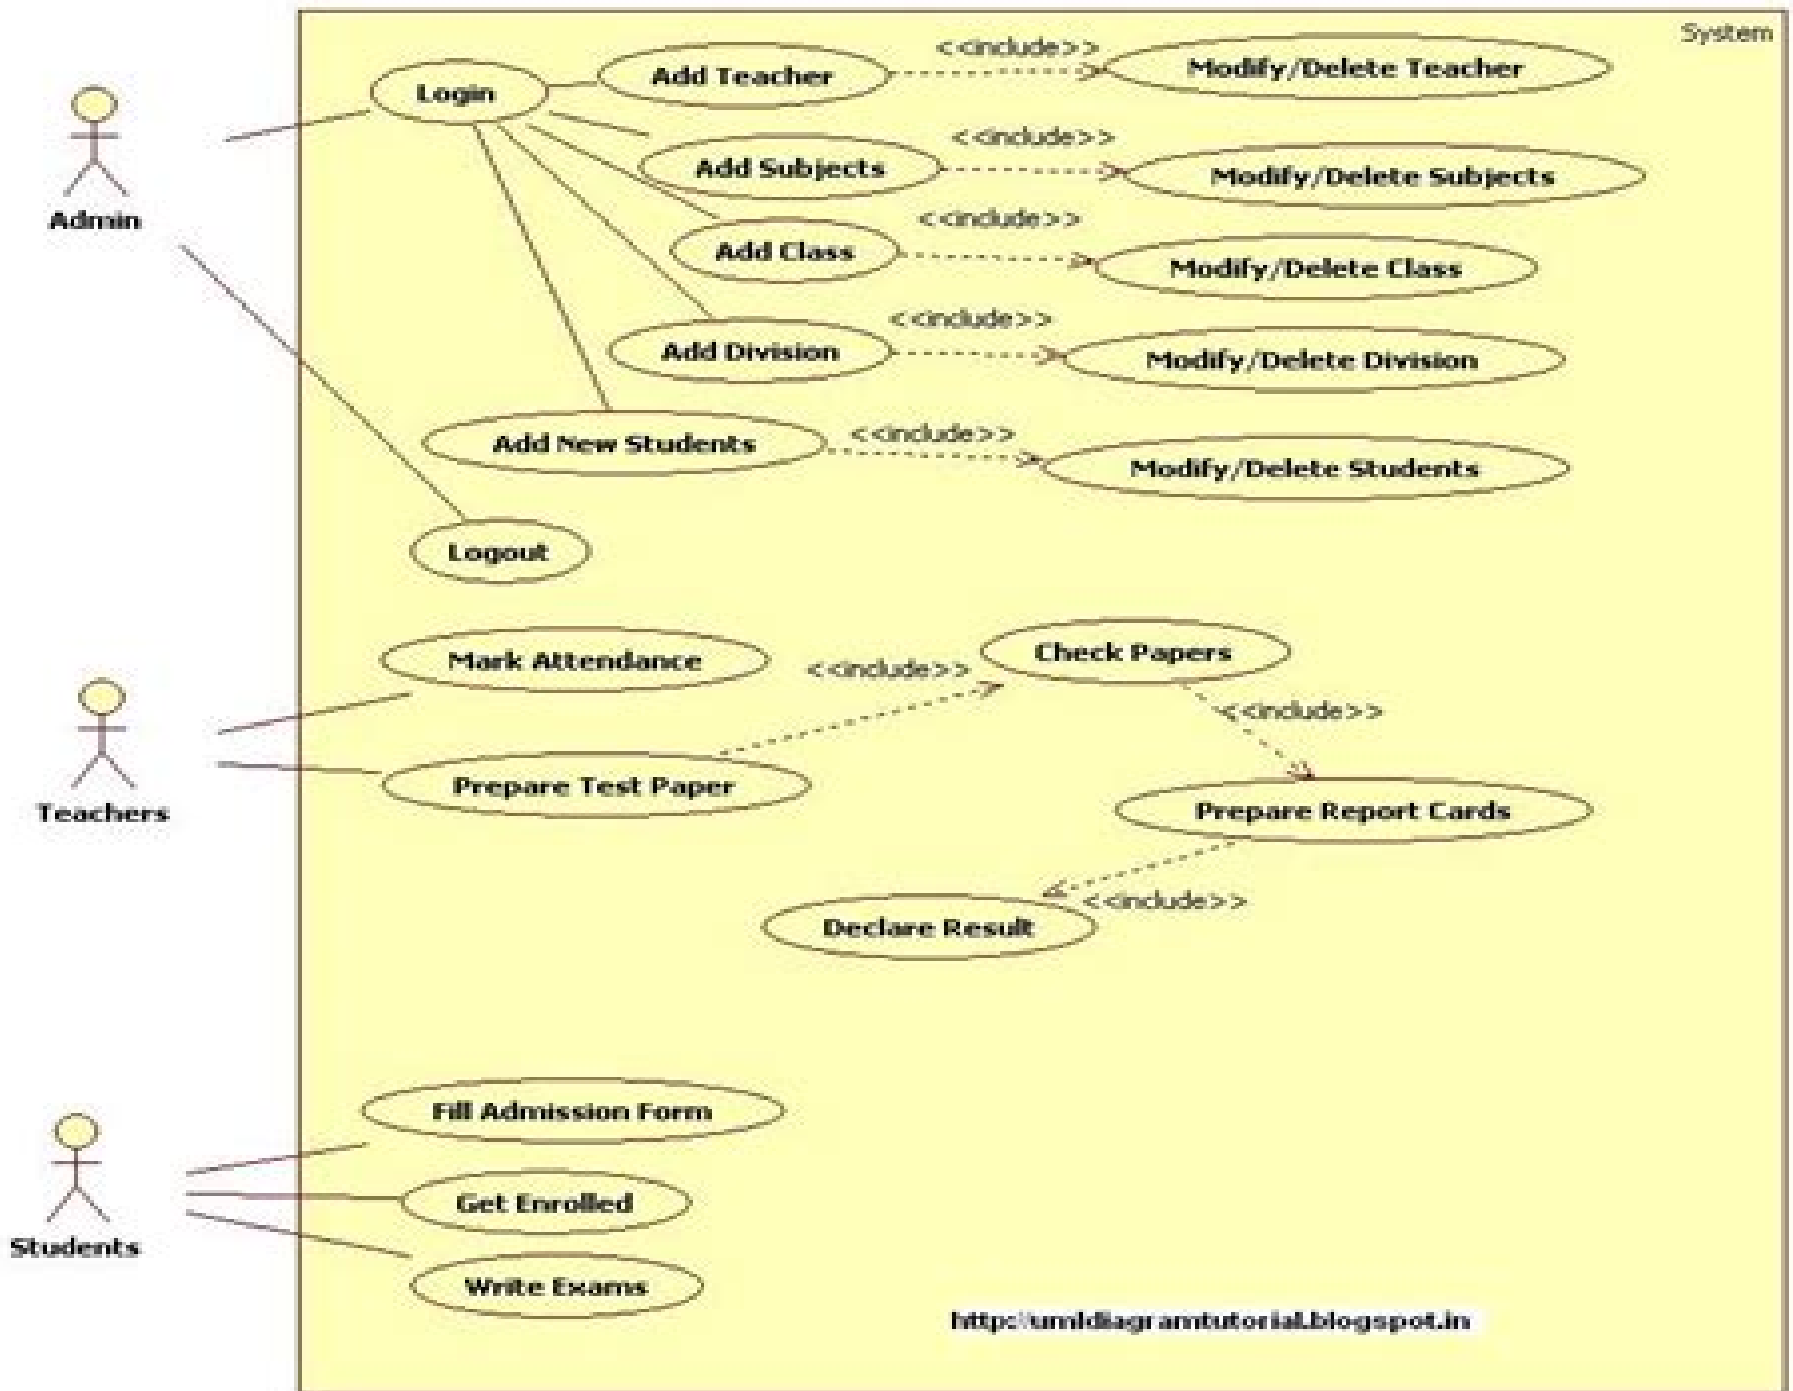 System
<<include>>
Login
Add Teacher
Modify/Delete Teacher
<<include>>
Add Subjects
Modify/Delete Subjects
Admin
<<include>>
Add Class
Modify/Delete Class
<<include>>
Add Division
Modify/Delete Division
<<include>>
Add New Students
Modify/Delete Students
Logout
Mark Attendance
<<include>>
Check Papers
<<include>>
Teachers
Prepare Test Paper
Prepare Report Cards
<<include>>
Declare Result
Fill Admission Form
Students
Get Enrolled
Write Exams
http://umldiagramtutorial.blogspot.in